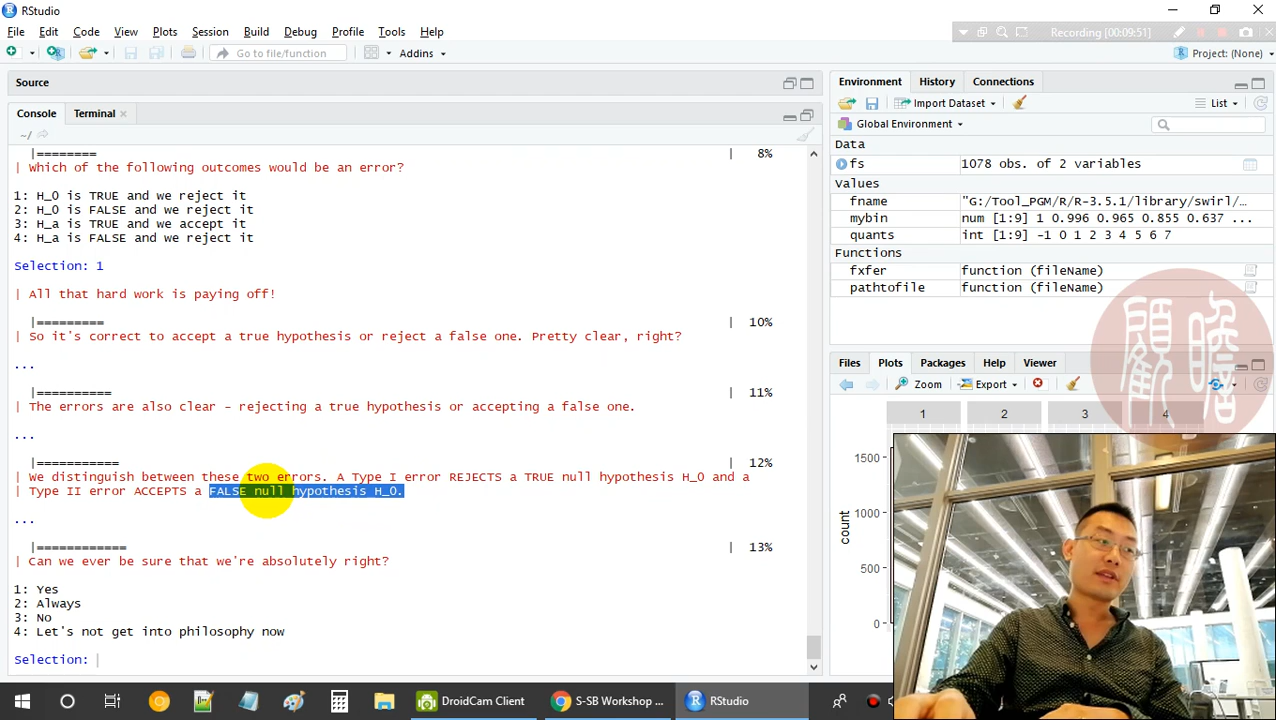 RStudio
File Edit Code View Plots Session Build Debug Profile Tools Help
Recording [00:09:51]
Go to file/function
Addins
Project: (None)
Source
Console Terminal
~/
|======== | 8%
| Which of the following outcomes would be an error?
1: H_0 is TRUE and we reject it
2: H_0 is FALSE and we reject it
3: H_a is TRUE and we accept it
4: H_a is FALSE and we reject it
Selection: 1
| All that hard work is paying off!
|========= | 10%
| So it's correct to accept a true hypothesis or reject a false one. Pretty clear, right?
...
|========== | 11%
| The errors are also clear - rejecting a true hypothesis or accepting a false one.
...
|=========== | 12%
| We distinguish between these two errors. A Type I error REJECTS a TRUE null hypothesis H_0 and a
| Type II error ACCEPTS a FALSE null hypothesis H_0.
...
|============ | 13%
| Can we ever be sure that we're absolutely right?
1: Yes
2: Always
3: No
4: Let's not get into philosophy now
Selection:
Environment History Connections
Import Dataset
List
Global Environment
Data
fs 1078 obs. of 2 variables
Values
fname "G:/Tool_PGM/R/R-3.5.1/library/swirl/…
mybin num [1:9] 1 0.996 0.965 0.855 0.637 ...
quants int [1:9] -1 0 1 2 3 4 5 6 7
Functions
fxfer function (fileName)
pathtofile function (fileName)
Files Plots Packages Help Viewer
Zoom Export
1 2 3 4
1500
1000
500
0
count
DroidCam Client
S-SB Workshop ...
RStudio